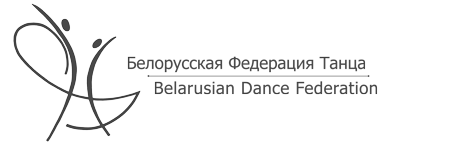 Белорусская Федерация Танца
Belarusian Dance Federation